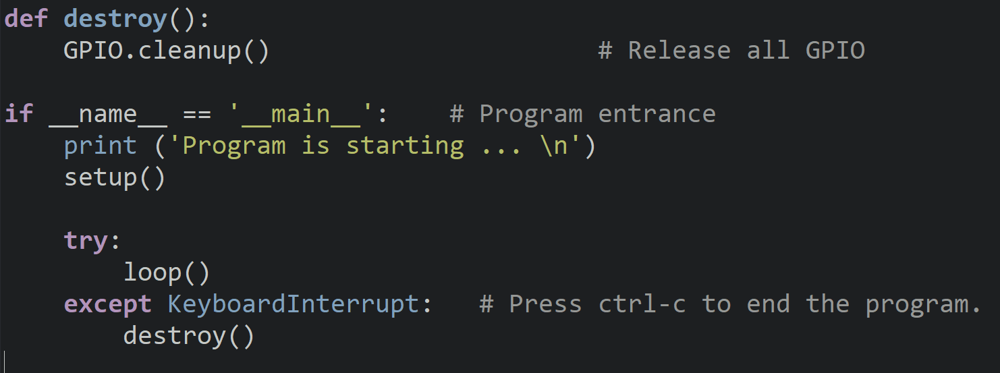 def destroy():
    GPIO.cleanup()                      # Release all GPIO
if __name__ == '__main__':    # Program entrance
    print ('Program is starting ... \n')
    setup()
    try:
        loop()
    except KeyboardInterrupt:   # Press ctrl-c to end the program.
        destroy()